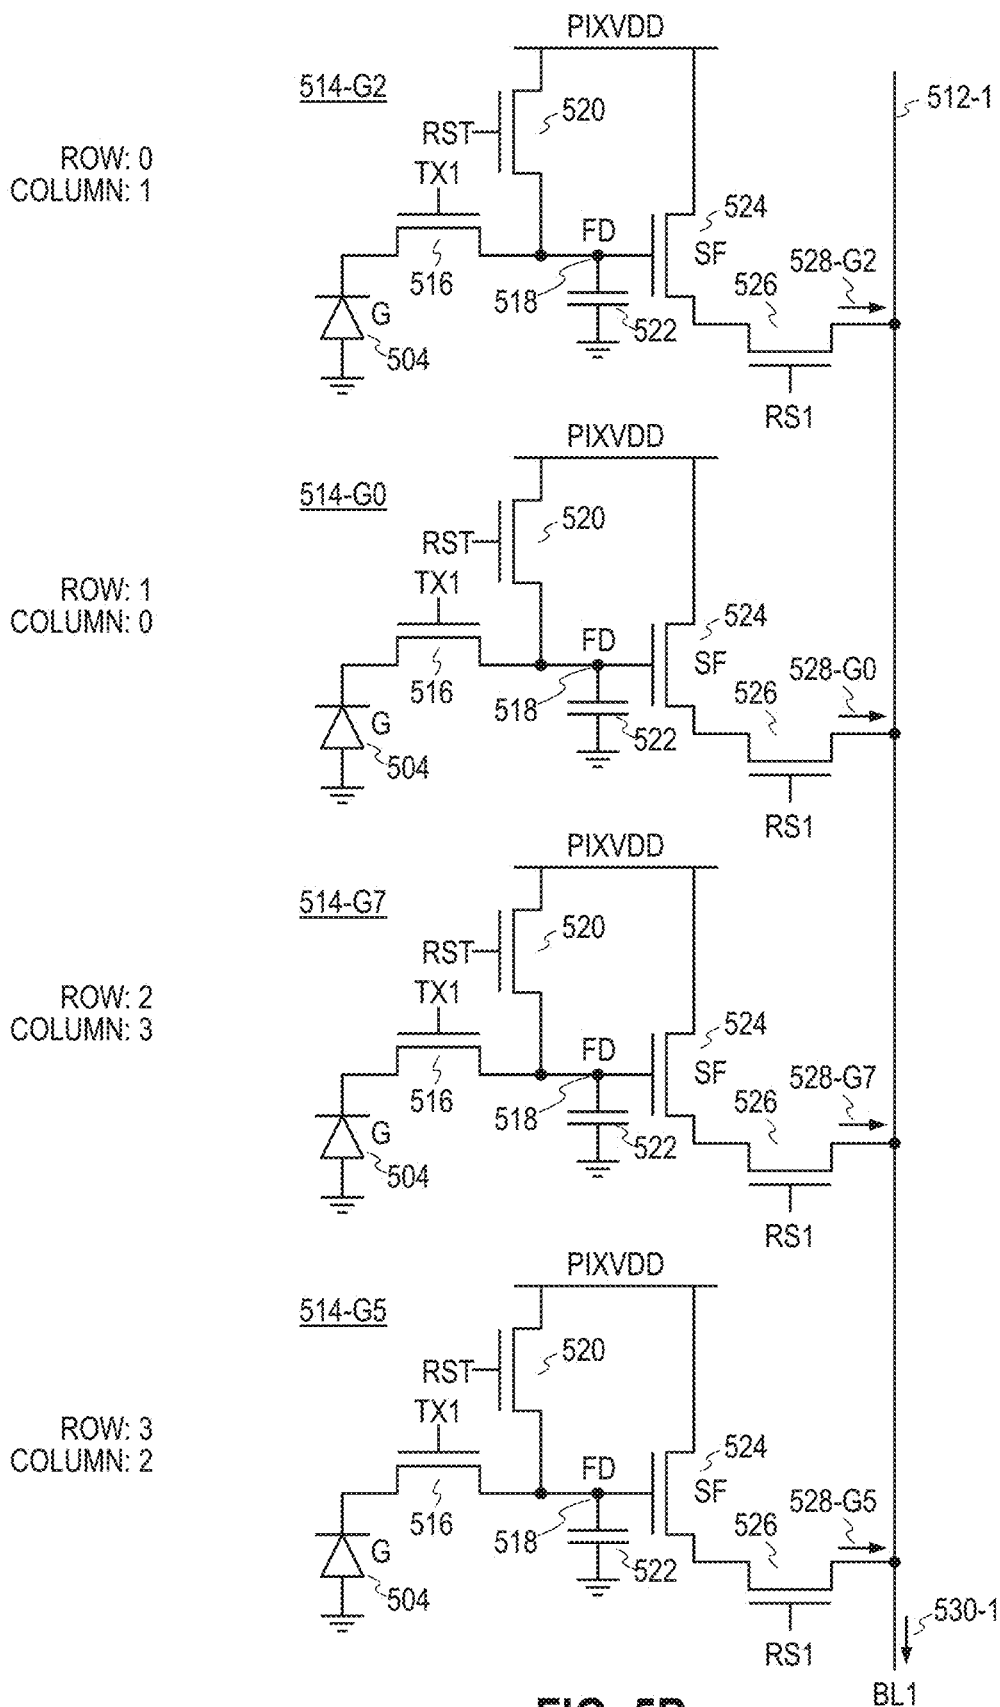 PIXVDD
514-G2
512-1
520
RST
ROW: 0
COLUMN: 1
TX1
524
FD
SF
528-G2
516
526
518
G
522
504
RS1
PIXVDD
514-G0
520
RST
ROW: 1
COLUMN: 0
TX1
524
FD
SF
528-G0
516
526
518
G
522
504
RS1
PIXVDD
514-G7
520
RST
ROW: 2
COLUMN: 3
TX1
524
FD
SF
528-G7
516
526
518
G
522
504
RS1
PIXVDD
514-G5
520
RST
ROW: 3
COLUMN: 2
TX1
524
FD
SF
528-G5
516
526
518
G
522
504
530-1
RS1
BL1